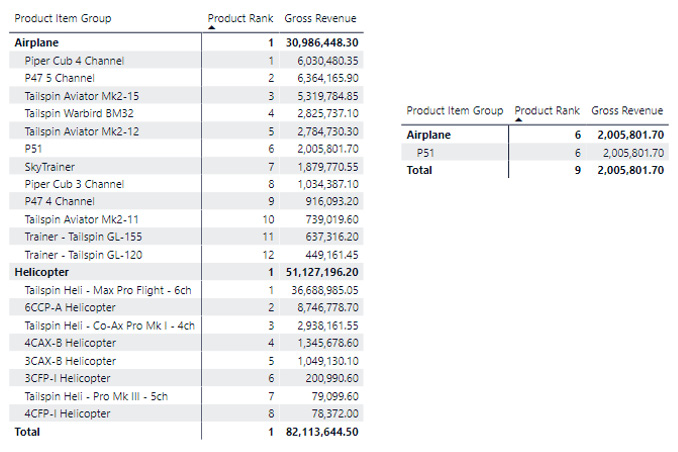 Product Item Group Product Rank Gross Revenue
Airplane 1 30,986,448.30
Piper Cub 4 Channel 1 6,030,480.35
P47 5 Channel 2 6,364,165.90
Tailspin Aviator Mk2-15 3 5,319,784.85
Tailspin Warbird BM32 4 2,825,737.10
Tailspin Aviator Mk2-12 5 2,784,730.30
P51 6 2,005,801.70
SkyTrainer 7 1,879,770.55
Piper Cub 3 Channel 8 1,034,387.10
P47 4 Channel 9 916,093.20
Tailspin Aviator Mk2-11 10 739,019.60
Trainer - Tailspin GL-155 11 637,316.20
Trainer - Tailspin GL-120 12 449,161.45
Helicopter 1 51,127,196.20
Tailspin Heli - Max Pro Flight - 6ch 1 36,688,985.05
6CCP-A Helicopter 2 8,746,778.70
Tailspin Heli - Co-Ax Pro Mk I - 4ch 3 2,938,161.55
4CAX-B Helicopter 4 1,345,678.60
3CAX-B Helicopter 5 1,049,130.10
3CFP-I Helicopter 6 200,990.60
Tailspin Heli - Pro Mk III - 5ch 7 79,099.60
4CFP-I Helicopter 8 78,372.00
Total 1 82,113,644.50
Product Item Group Product Rank Gross Revenue
Airplane 6 2,005,801.70
P51 6 2,005,801.70
Total 9 2,005,801.70